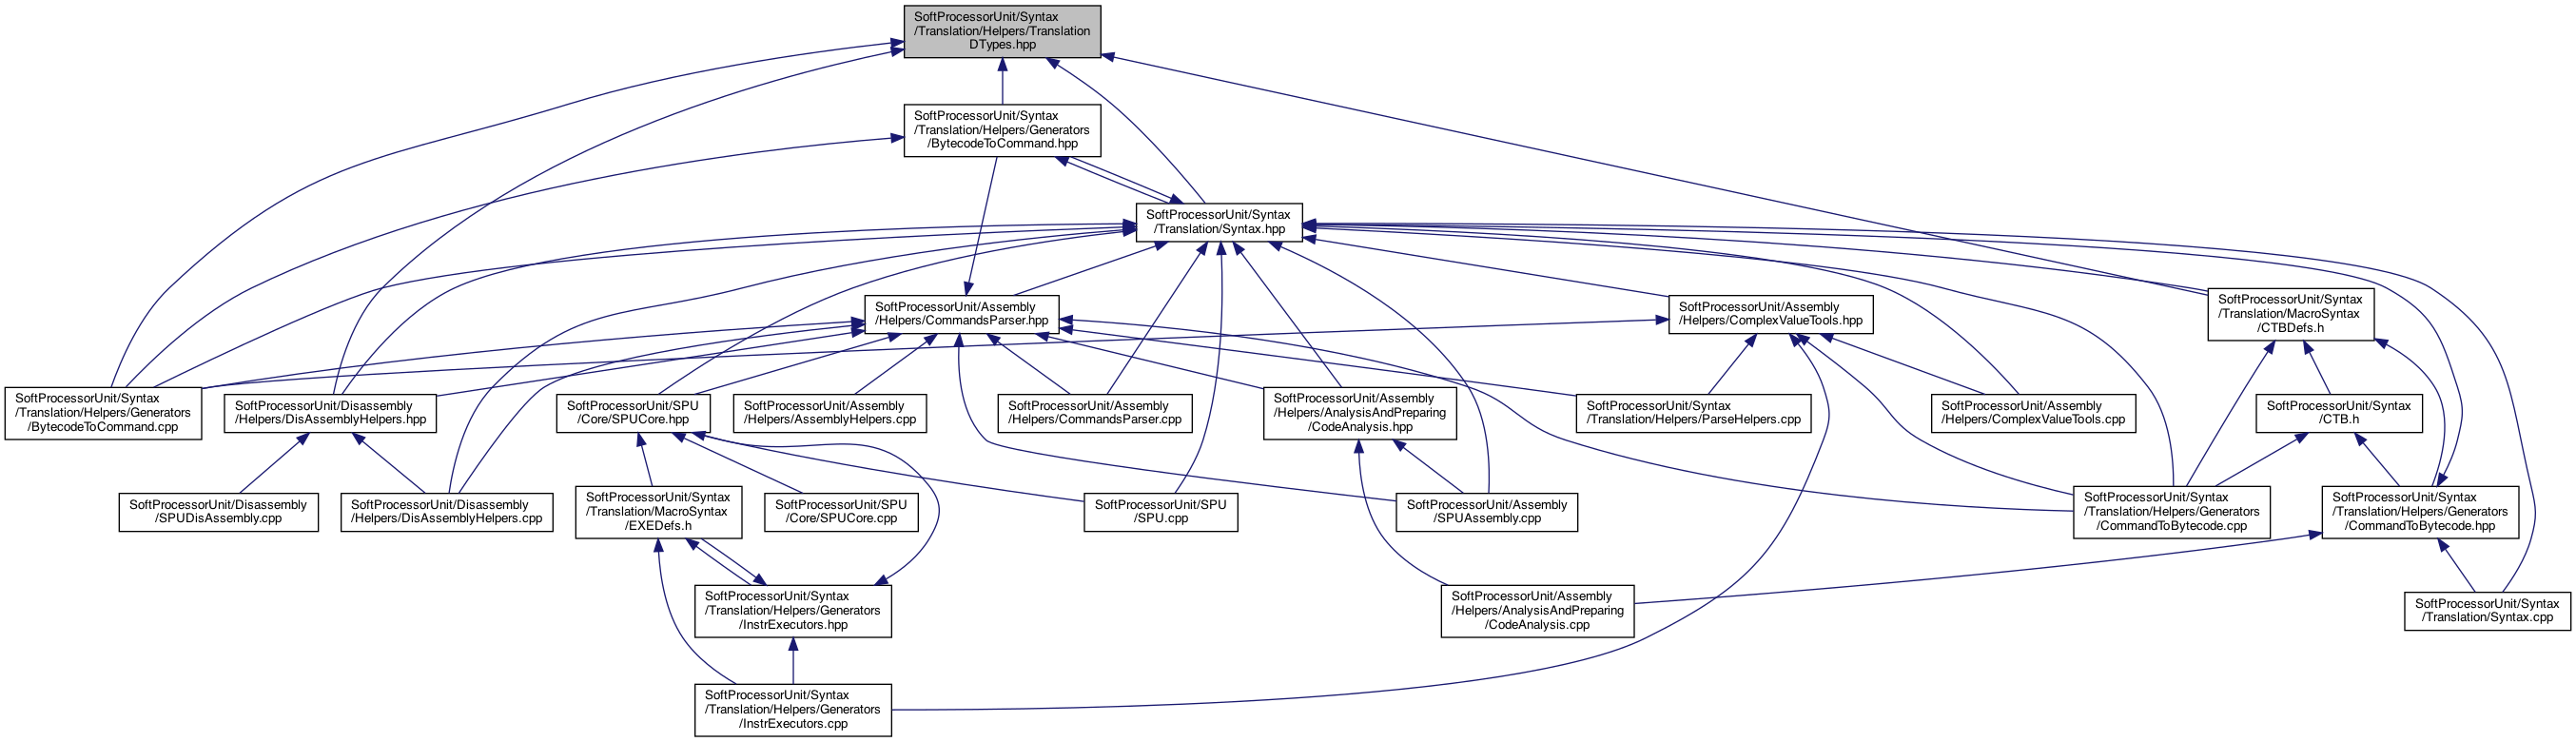 SoftProcessorUnit/Syntax
/Translation/Helpers/Translation
DTypes.hpp
SoftProcessorUnit/Syntax
/Translation/Helpers/Generators
/BytecodeToCommand.hpp
SoftProcessorUnit/Syntax
/Translation/Syntax.hpp
SoftProcessorUnit/Assembly
/Helpers/CommandsParser.hpp
SoftProcessorUnit/Assembly
/Helpers/ComplexValueTools.hpp
SoftProcessorUnit/Syntax
/Translation/MacroSyntax
/CTBDefs.h
SoftProcessorUnit/Syntax
/Translation/Helpers/Generators
/BytecodeToCommand.cpp
SoftProcessorUnit/Disassembly
/Helpers/DisAssemblyHelpers.hpp
SoftProcessorUnit/SPU
/Core/SPUCore.hpp
SoftProcessorUnit/Assembly
/Helpers/AssemblyHelpers.cpp
SoftProcessorUnit/Assembly
/Helpers/CommandsParser.cpp
SoftProcessorUnit/Assembly
/Helpers/AnalysisAndPreparing
/CodeAnalysis.hpp
SoftProcessorUnit/Syntax
/Translation/Helpers/ParseHelpers.cpp
SoftProcessorUnit/Assembly
/Helpers/ComplexValueTools.cpp
SoftProcessorUnit/Syntax
/CTB.h
SoftProcessorUnit/Disassembly
/SPUDisAssembly.cpp
SoftProcessorUnit/Disassembly
/Helpers/DisAssemblyHelpers.cpp
SoftProcessorUnit/Syntax
/Translation/MacroSyntax
/EXEDefs.h
SoftProcessorUnit/SPU
/Core/SPUCore.cpp
SoftProcessorUnit/SPU
/SPU.cpp
SoftProcessorUnit/Assembly
/SPUAssembly.cpp
SoftProcessorUnit/Syntax
/Translation/Helpers/Generators
/CommandToBytecode.cpp
SoftProcessorUnit/Syntax
/Translation/Helpers/Generators
/CommandToBytecode.hpp
SoftProcessorUnit/Syntax
/Translation/Helpers/Generators
/InstrExecutors.hpp
SoftProcessorUnit/Assembly
/Helpers/AnalysisAndPreparing
/CodeAnalysis.cpp
SoftProcessorUnit/Syntax
/Translation/Syntax.cpp
SoftProcessorUnit/Syntax
/Translation/Helpers/Generators
/InstrExecutors.cpp